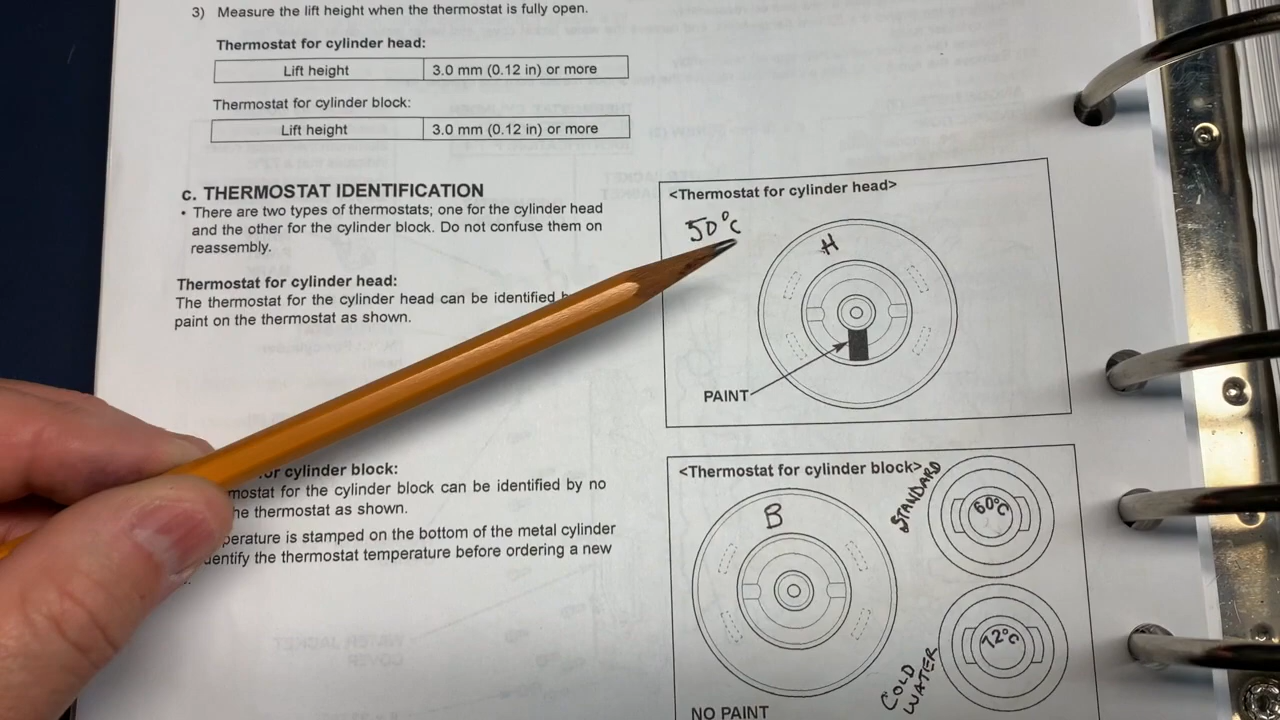 3) Measure the lift height when the thermostat is fully open.
Thermostat for cylinder head:
Lift height 3.0 mm (0.12 in) or more
Thermostat for cylinder block:
Lift height 3.0 mm (0.12 in) or more
c. THERMOSTAT IDENTIFICATION
• There are two types of thermostats; one for the cylinder head
and the other for the cylinder block. Do not confuse them on
reassembly.
Thermostat for cylinder head:
The thermostat for the cylinder head can be identified
paint on the thermostat as shown.
cylinder block:
for the cylinder block can be identified by no
thermostat as shown.
is stamped on the bottom of the metal cylinder
the thermostat temperature before ordering a new
<Thermostat for cylinder head>
50°C
H
PAINT
<Thermostat for cylinder block>
B
STANDARD
60°C
COLD
WATER
72°C
NO PAINT